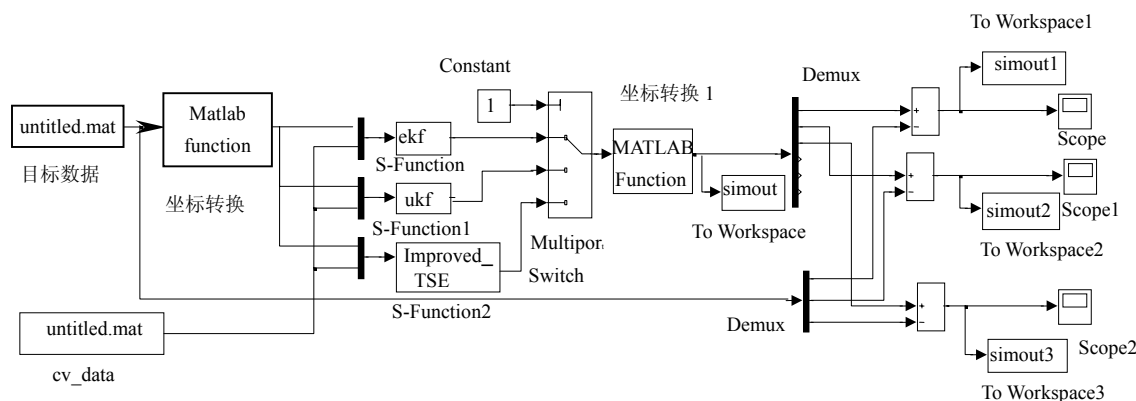 To Workspace1
simout1
Constant
Demux
坐标转换 1
1
untitled.mat
Matlab
function
ekf
MATLAB
Function
Scope
S-Function
目标数据
坐标转换
ukf
simout
simout2
Scope1
S-Function1
Multipor
To Workspace
To Workspace2
Improved_
TSE
Switch
S-Function2
untitled.mat
Demux
simout3
Scope2
cv_data
To Workspace3